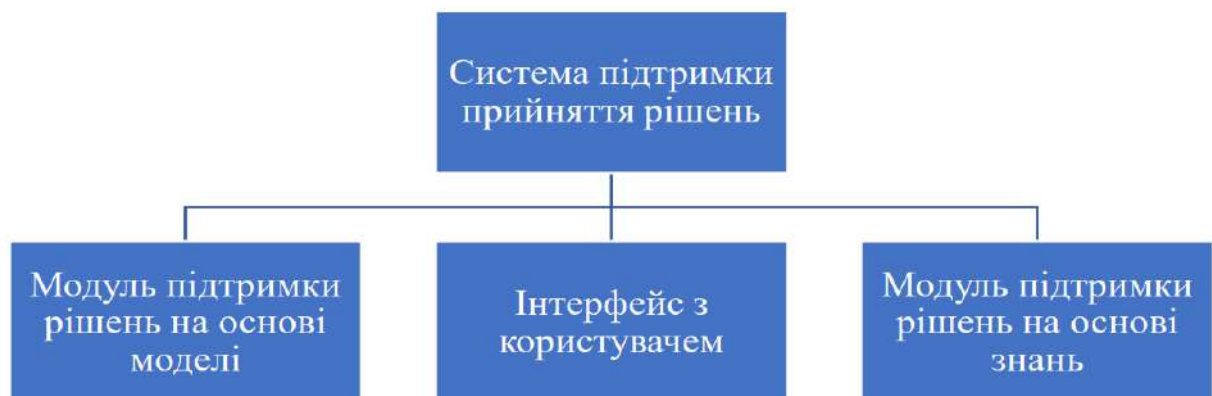 Система підтримки
прийняття рішень
Модуль підтримки
рішень на основі
моделі
Інтерфейс з
користувачем
Модуль підтримки
рішень на основі
знань